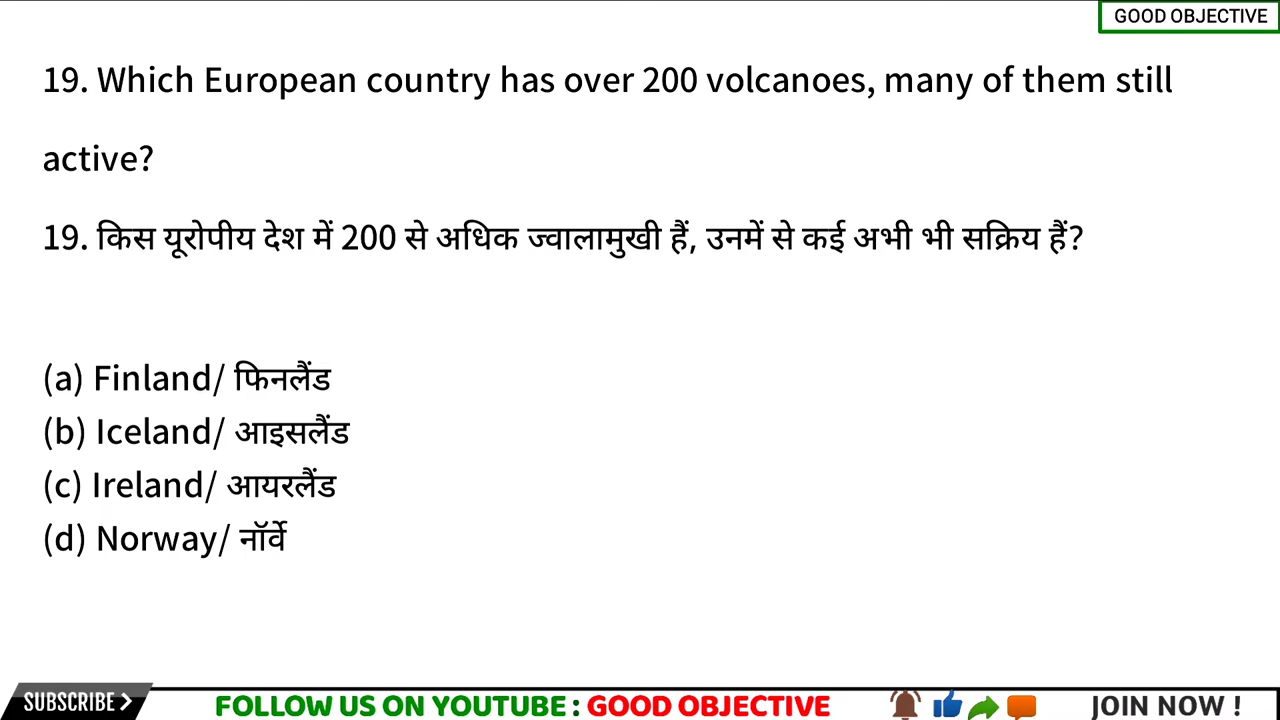 GOOD OBJECTIVE
19. Which European country has over 200 volcanoes, many of them still
active?
19. किस यूरोपीय देश में 200 से अधिक ज्वालामुखी हैं, उनमें से कई अभी भी सक्रिय हैं?
(a) Finland/ फिनलैंड
(b) Iceland/ आइसलैंड
(c) Ireland/ आयरलैंड
(d) Norway/ नॉर्वे
SUBSCRIBE >
FOLLOW US ON YOUTUBE : GOOD OBJECTIVE
JOIN NOW !